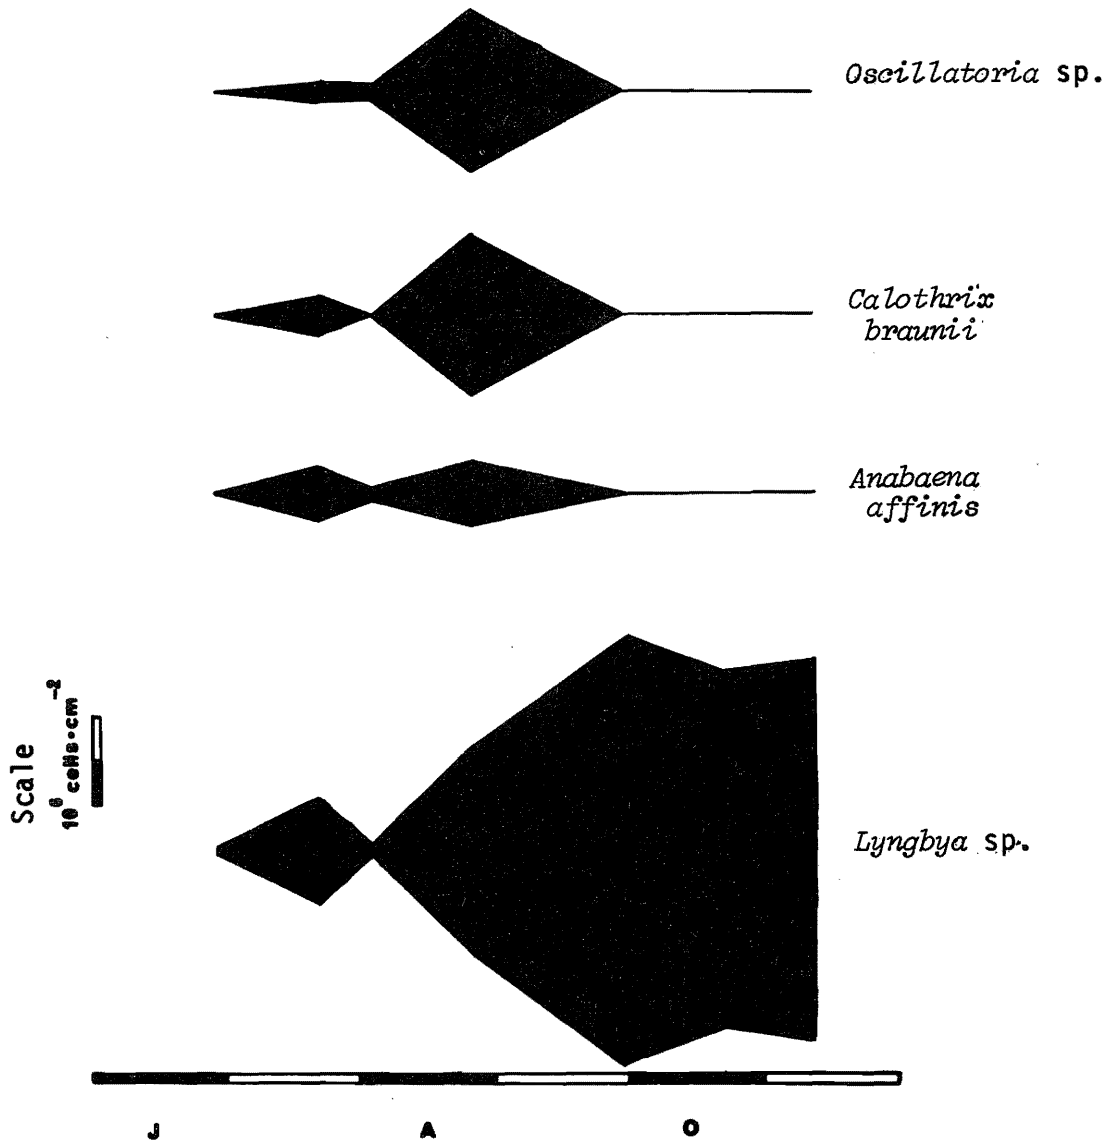 Oscillatoria sp.
Calothrix
braunii
Anabaena
affinis
Scale
10⁶ cells·cm⁻²
Lyngbya sp.
J A O